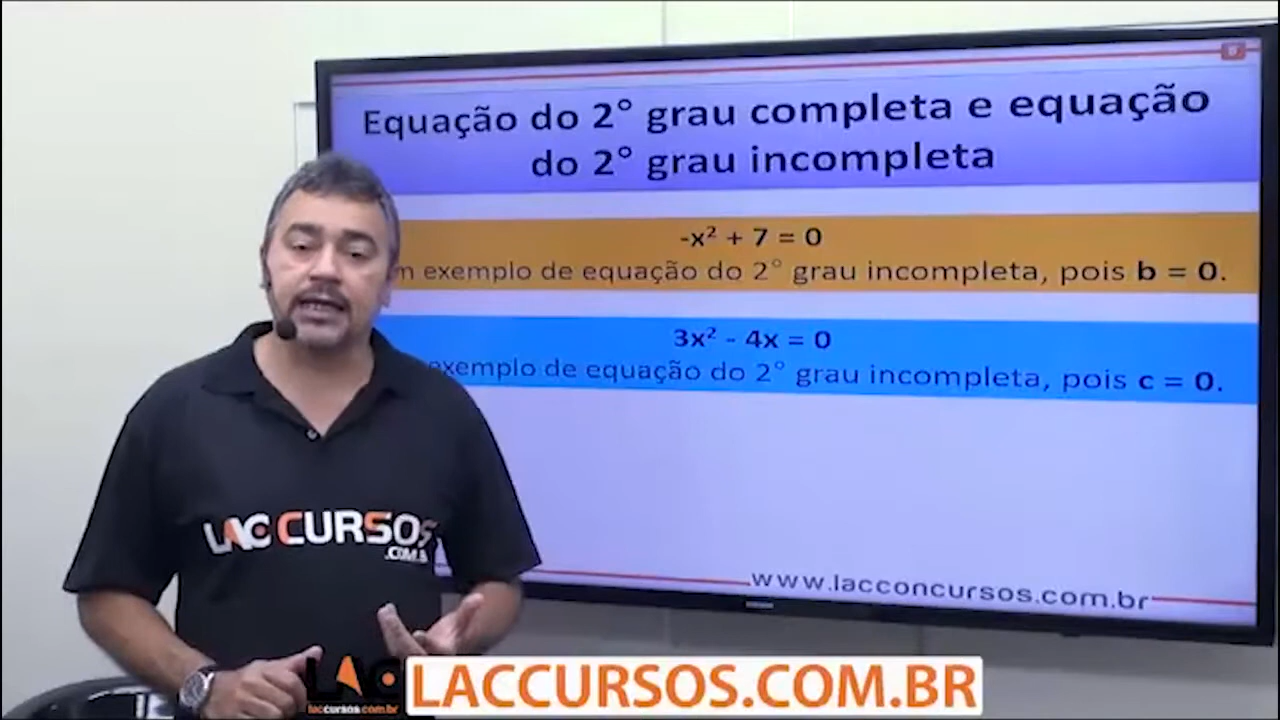 Equação do 2° grau completa e equação
do 2° grau incompleta
-x² + 7 = 0
exemplo de equação do 2° grau incompleta, pois b = 0.
3x² - 4x = 0
exemplo de equação do 2° grau incompleta, pois c = 0.
LAC CURSOS
.COM.B
www.lacconcursos.com.br
LAC
laccursos.com.br
LACCURSOS.COM.BR